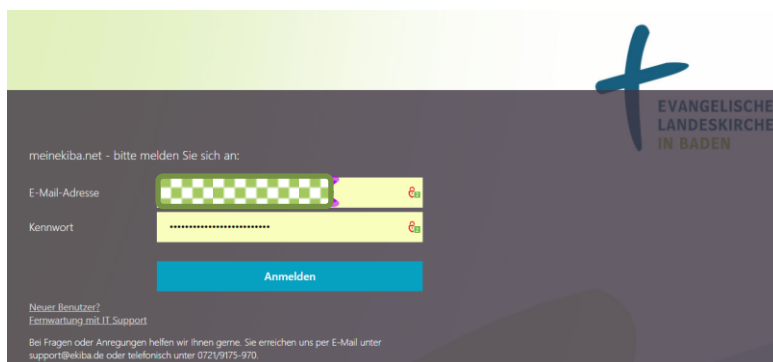 EVANGELISCHE
LANDESKIRCHE
IN BADEN
meinekiba.net - bitte melden Sie sich an:
E-Mail-Adresse
Kennwort
••••••••••••••••••••••••••
Anmelden
Neuer Benutzer?
Fernwartung mit IT Support
Bei Fragen oder Anregungen helfen wir Ihnen gerne. Sie erreichen uns per E-Mail unter
support@ekiba.de oder telefonisch unter 0721/9175-970.